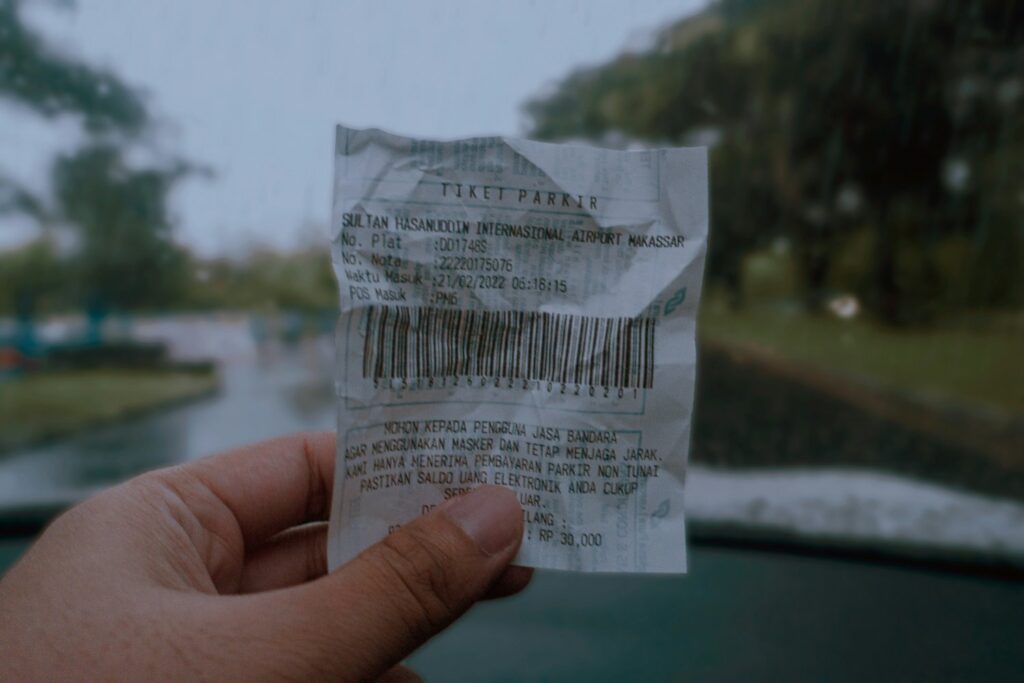 TIKET PARKIR
SULTAN HASANUDDIN INTERNASIONAL AIRPORT MAKASSAR
No. Plat :DD1748S
No. Nota :22220175076
Waktu Masuk :21/02/2022 06:16:15
POS Masuk :PM6
MOHON KEPADA PENGGUNA JASA BANDARA
AGAR MENGGUNAKAN MASKER DAN TETAP MENJAGA JARAK.
KAMI HANYA MENERIMA PEMBAYARAN PARKIR NON TUNAI
PASTIKAN SALDO UANG ELEKTRONIK ANDA CUKUP
: RP 30,000